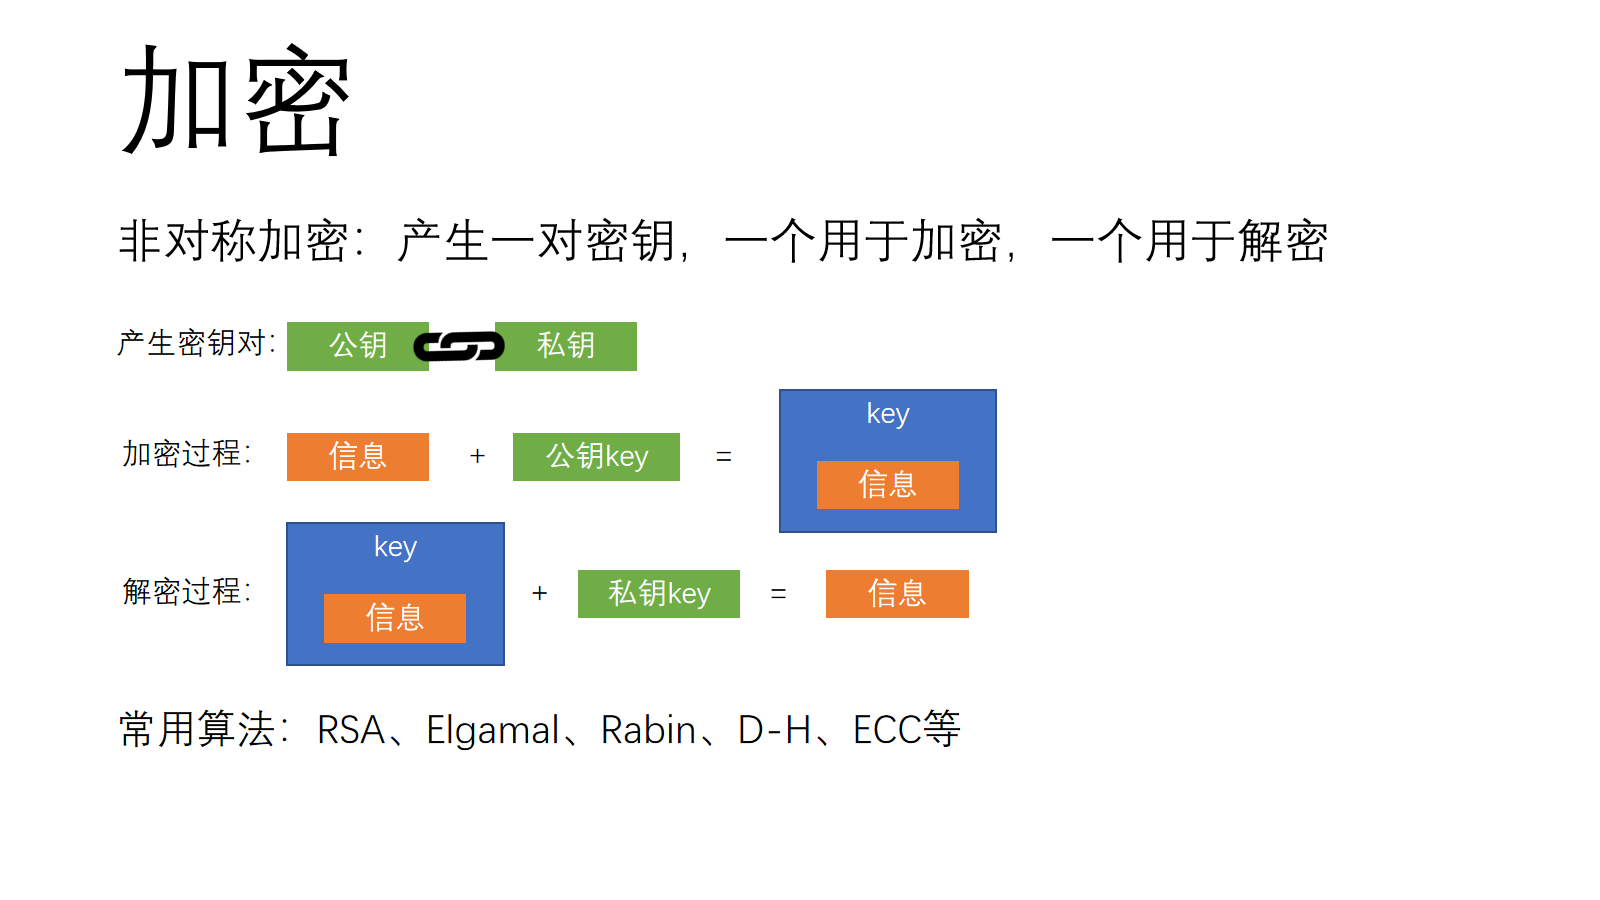 加密
非对称加密：产生一对密钥，一个用于加密，一个用于解密
产生密钥对： 公钥 私钥
key
加密过程： 信息 + 公钥key =
信息
key
解密过程： + 私钥key = 信息
信息
常用算法：RSA、Elgamal、Rabin、D-H、ECC等